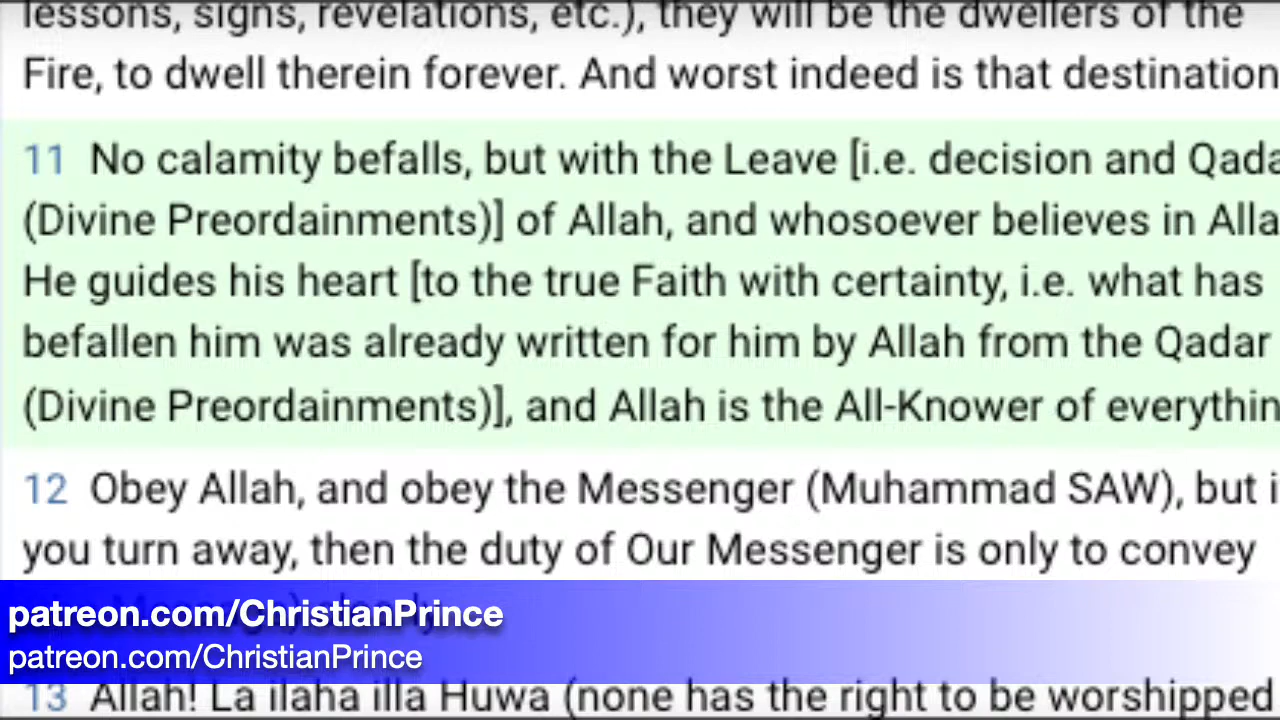 lessons, signs, revelations, etc.), they will be the dwellers of the
Fire, to dwell therein forever. And worst indeed is that destination
11 No calamity befalls, but with the Leave [i.e. decision and Qada
(Divine Preordainments)] of Allah, and whosoever believes in Alla
He guides his heart [to the true Faith with certainty, i.e. what has
befallen him was already written for him by Allah from the Qadar
(Divine Preordainments)], and Allah is the All-Knower of everythin
12 Obey Allah, and obey the Messenger (Muhammad SAW), but i
you turn away, then the duty of Our Messenger is only to convey
patreon.com/ChristianPrince
patreon.com/ChristianPrince
13 Allah! La ilaha illa Huwa (none has the right to be worshipped